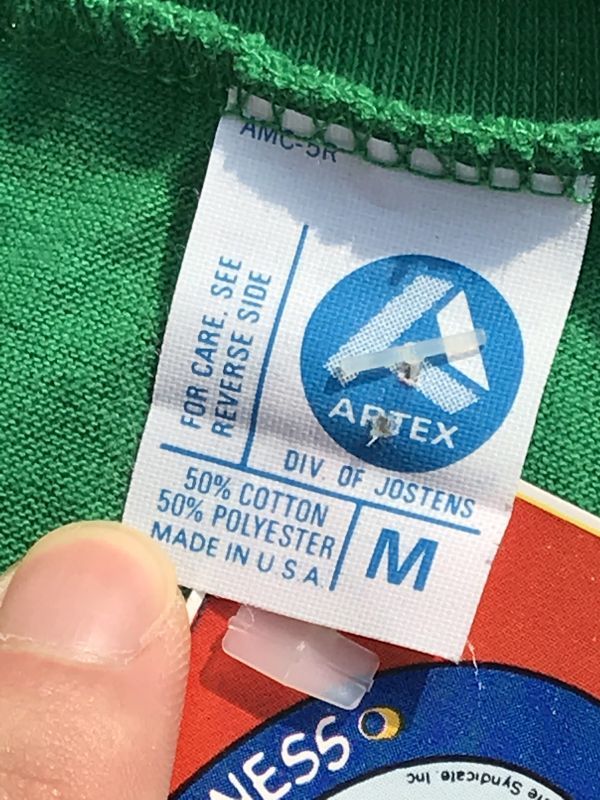 AMC-5R
FOR CARE, SEE
REVERSE SIDE
ARTEX
DIV. OF JOSTENS
50% COTTON
50% POLYESTER
MADE IN U.S.A.
M
NESS
Syndicate, Inc